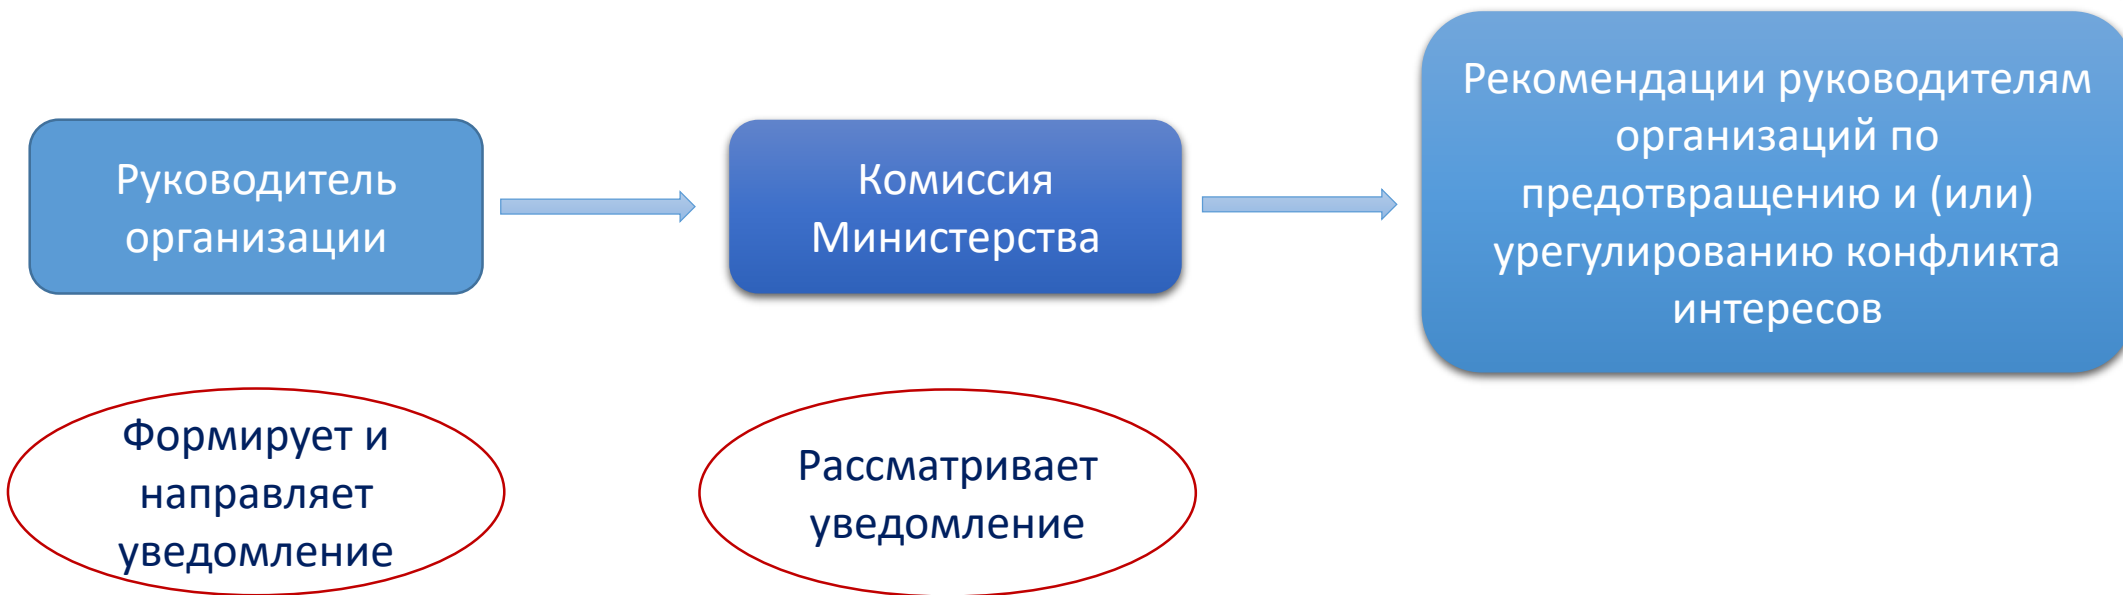 Руководитель
организации
Комиссия
Министерства
Рекомендации руководителям
организаций по
предотвращению и (или)
урегулированию конфликта
интересов
Формирует и
направляет
уведомление
Рассматривает
уведомление